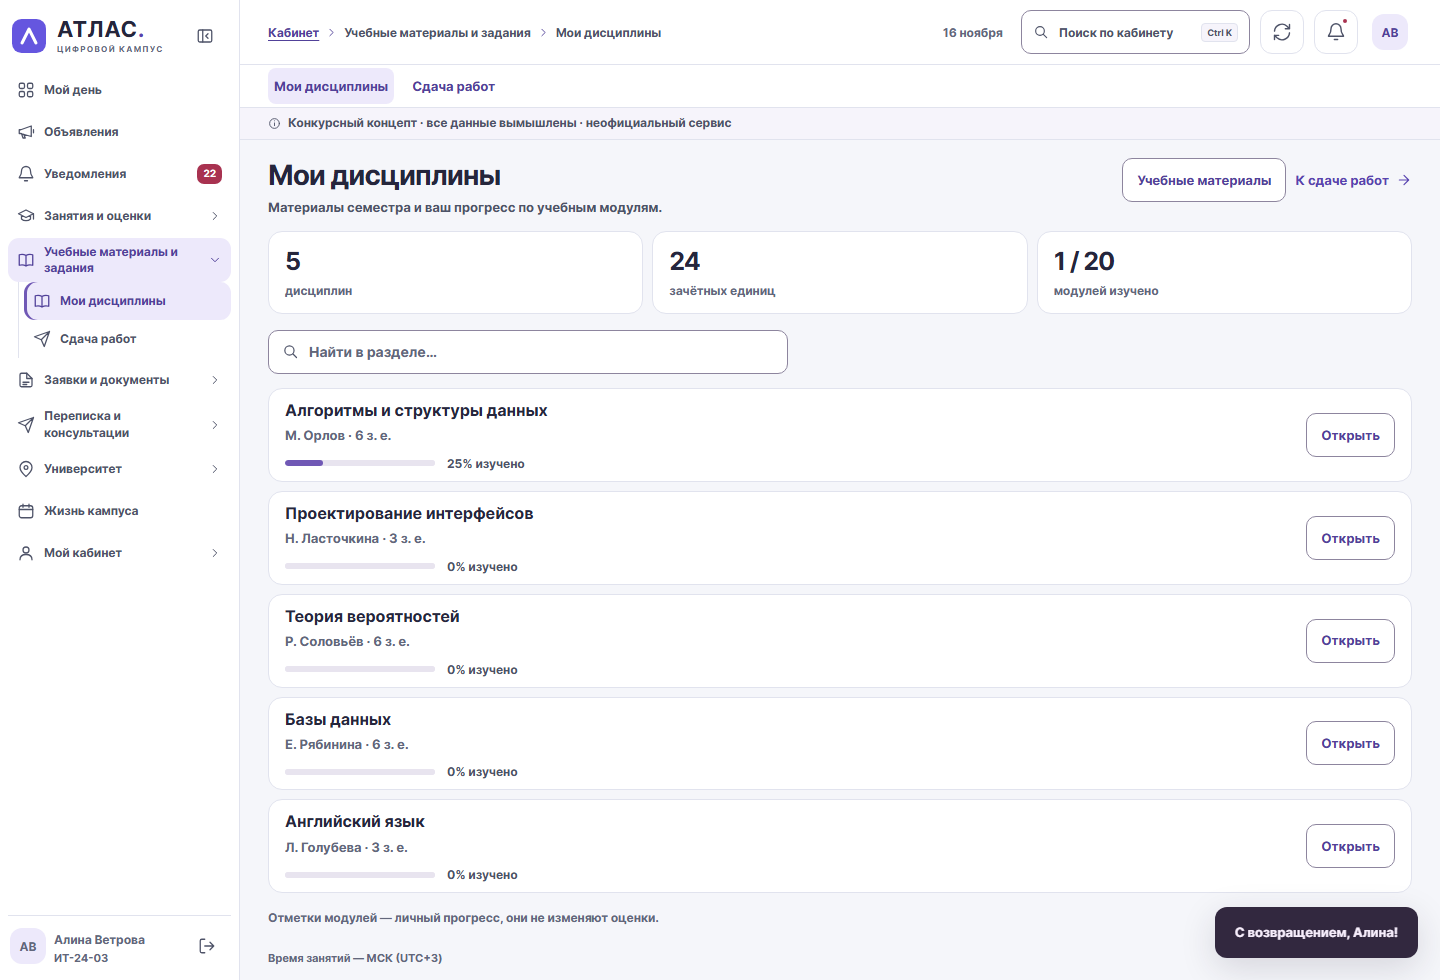 АТЛАС.
ЦИФРОВОЙ КАМПУС
Мой день
Объявления
Уведомления
22
Занятия и оценки
Учебные материалы и
задания
Мои дисциплины
Сдача работ
Заявки и документы
Переписка и
консультации
Университет
Жизнь кампуса
Мой кабинет
АВ
Алина Ветрова
ИТ-24-03
Кабинет
Учебные материалы и задания
Мои дисциплины
16 ноября
Поиск по кабинету
Ctrl K
АВ
Мои дисциплины
Сдача работ
Конкурсный концепт · все данные вымышлены · неофициальный сервис
Мои дисциплины
Материалы семестра и ваш прогресс по учебным модулям.
Учебные материалы
К сдаче работ
5
дисциплин
24
зачётных единиц
1 / 20
модулей изучено
Найти в разделе...
Алгоритмы и структуры данных
М. Орлов · 6 з. е.
25% изучено
Открыть
Проектирование интерфейсов
Н. Ласточкина · 3 з. е.
0% изучено
Открыть
Теория вероятностей
Р. Соловьёв · 6 з. е.
0% изучено
Открыть
Базы данных
Е. Рябинина · 6 з. е.
0% изучено
Открыть
Английский язык
Л. Голубева · 3 з. е.
0% изучено
Открыть
Отметки модулей — личный прогресс, они не изменяют оценки.
Время занятий — МСК (UTC+3)
С возвращением, Алина!